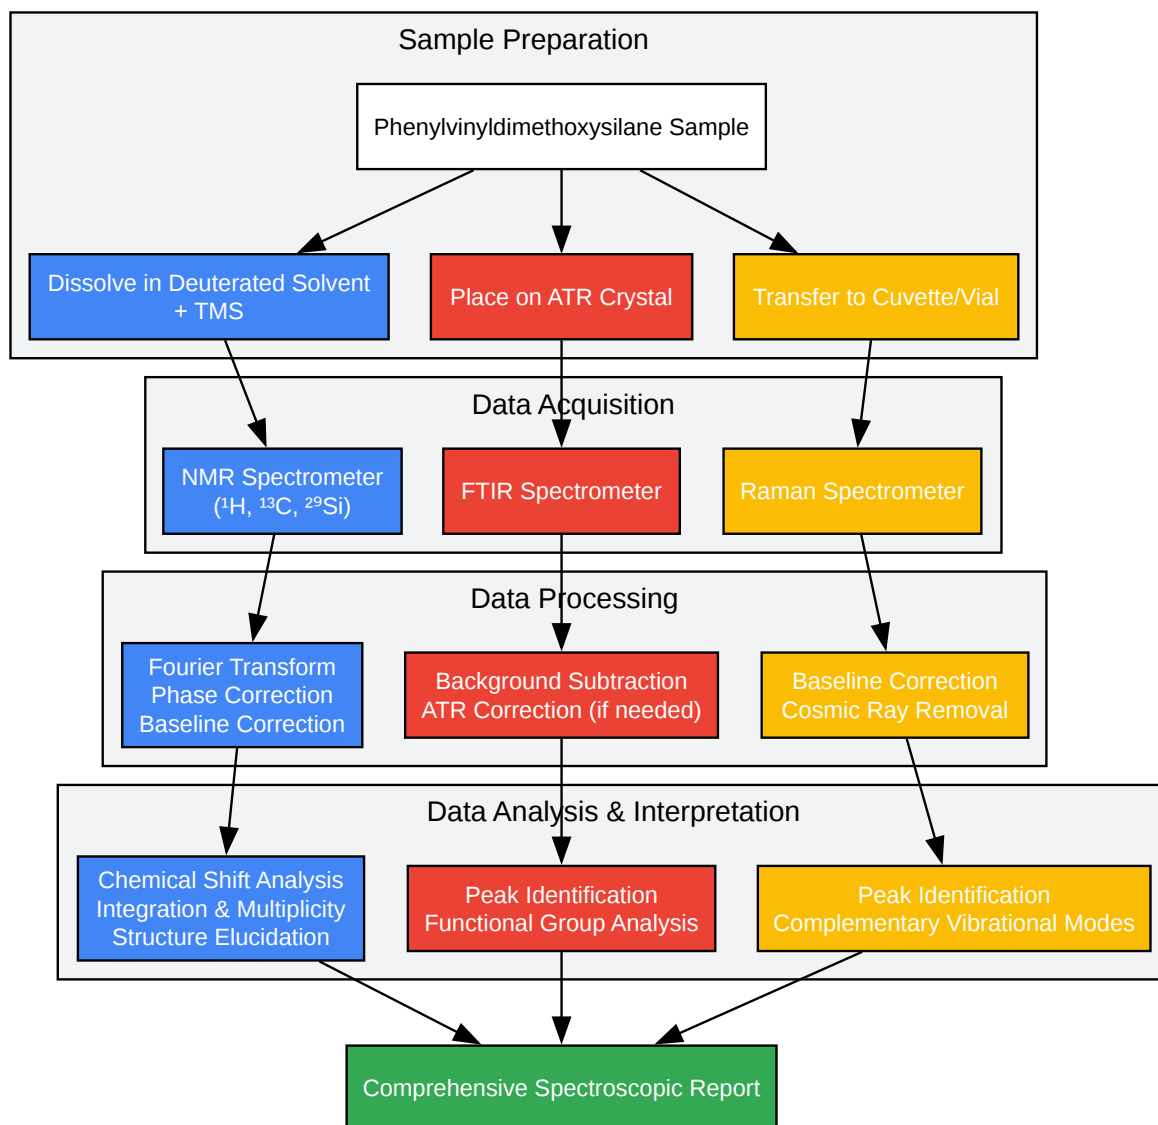 Sample Preparation
Phenylvinyldimethoxysilane Sample
Dissolve in Deuterated Solvent
+ TMS
Place on ATR Crystal
Transfer to Cuvette/Vial
Data Acquisition
NMR Spectrometer
(¹H, ¹³C, ²⁹Si)
FTIR Spectrometer
Raman Spectrometer
Data Processing
Fourier Transform
Phase Correction
Baseline Correction
Background Subtraction
ATR Correction (if needed)
Baseline Correction
Cosmic Ray Removal
Data Analysis & Interpretation
Chemical Shift Analysis
Integration & Multiplicity
Structure Elucidation
Peak Identification
Functional Group Analysis
Peak Identification
Complementary Vibrational Modes
Comprehensive Spectroscopic Report